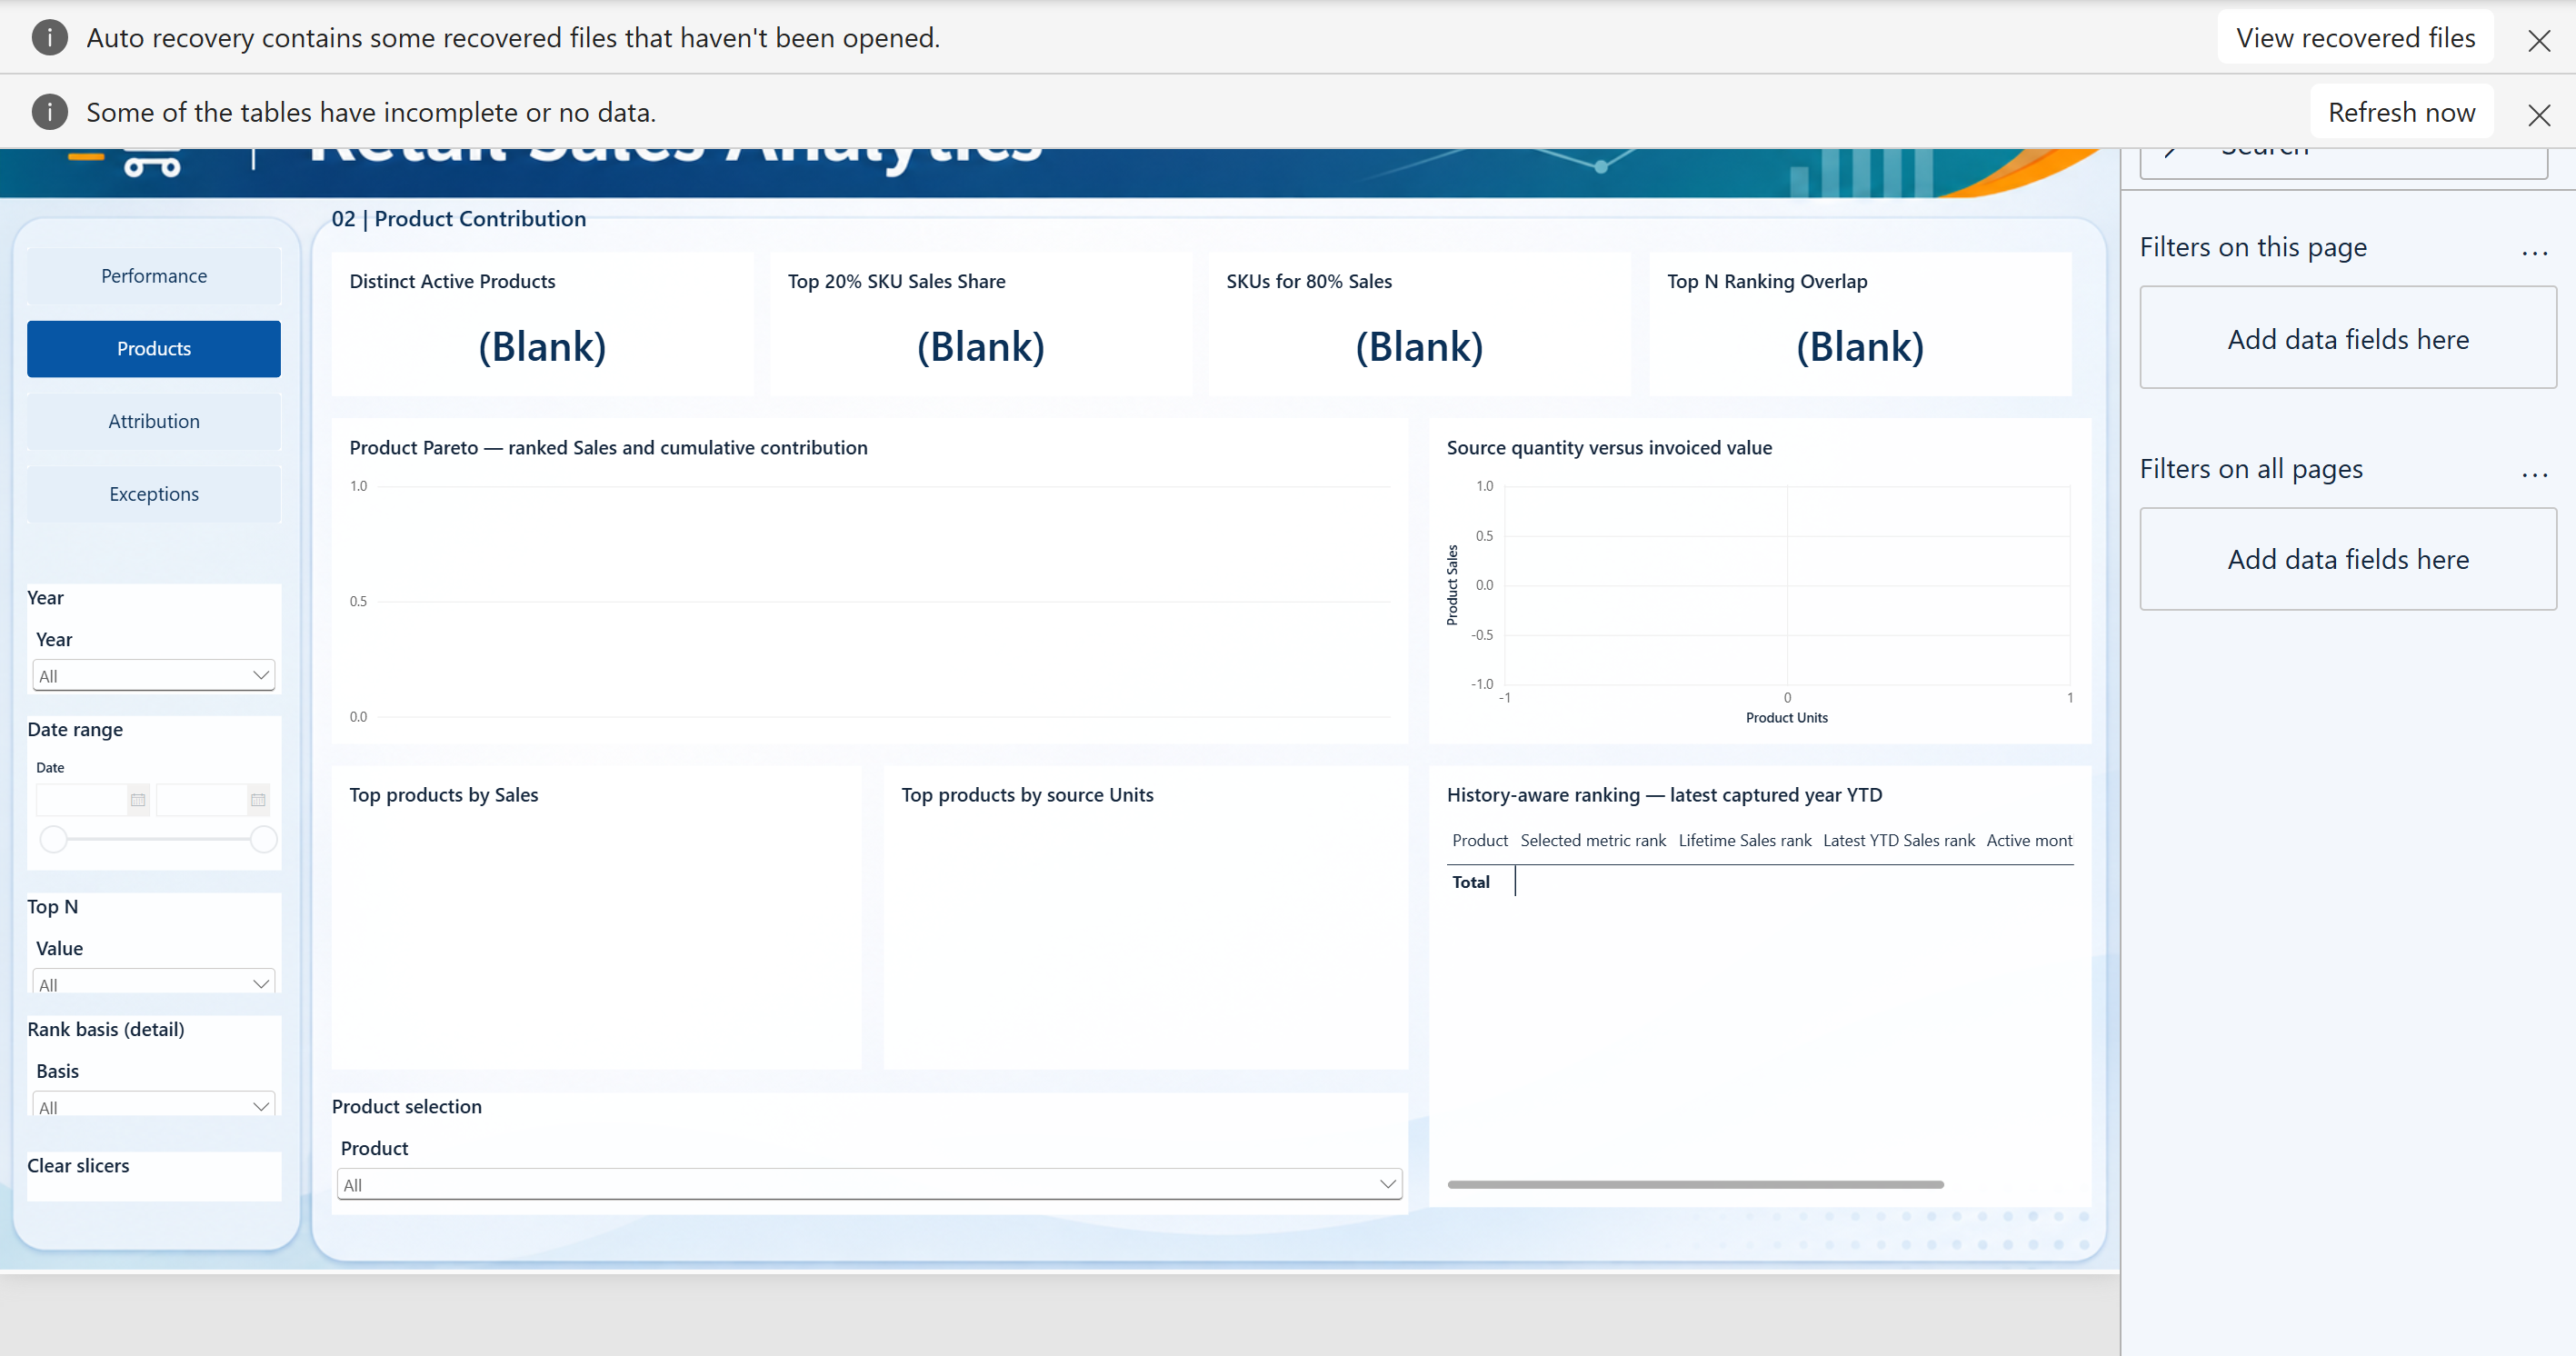 Auto recovery contains some recovered files that haven't been opened.
View recovered files
Some of the tables have incomplete or no data.
Refresh now
Retail Sales Analytics
Search
02 | Product Contribution
Performance
Products
Attribution
Exceptions
Distinct Active Products
(Blank)
Top 20% SKU Sales Share
(Blank)
SKUs for 80% Sales
(Blank)
Top N Ranking Overlap
(Blank)
Product Pareto — ranked Sales and cumulative contribution
1.0
0.5
0.0
Source quantity versus invoiced value
Product Sales
1.0
0.5
0.0
-0.5
-1.0
-1 0 1
Product Units
Year
Year
All
Date range
Date
Top N
Value
All
Rank basis (detail)
Basis
All
Clear slicers
Top products by Sales
Top products by source Units
History-aware ranking — latest captured year YTD
Product Selected metric rank Lifetime Sales rank Latest YTD Sales rank Active mont
Total
Product selection
Product
All
Filters on this page
...
Add data fields here
Filters on all pages
...
Add data fields here